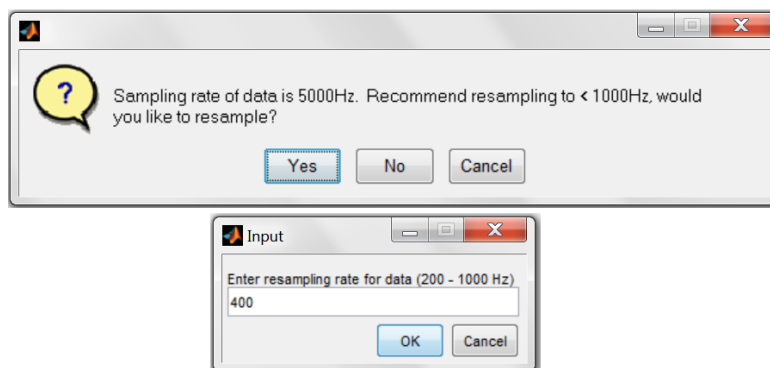 ?
Sampling rate of data is 5000Hz. Recommend resampling to < 1000Hz, would
you like to resample?
Yes No Cancel
Input
Enter resampling rate for data (200 - 1000 Hz)
400
OK Cancel